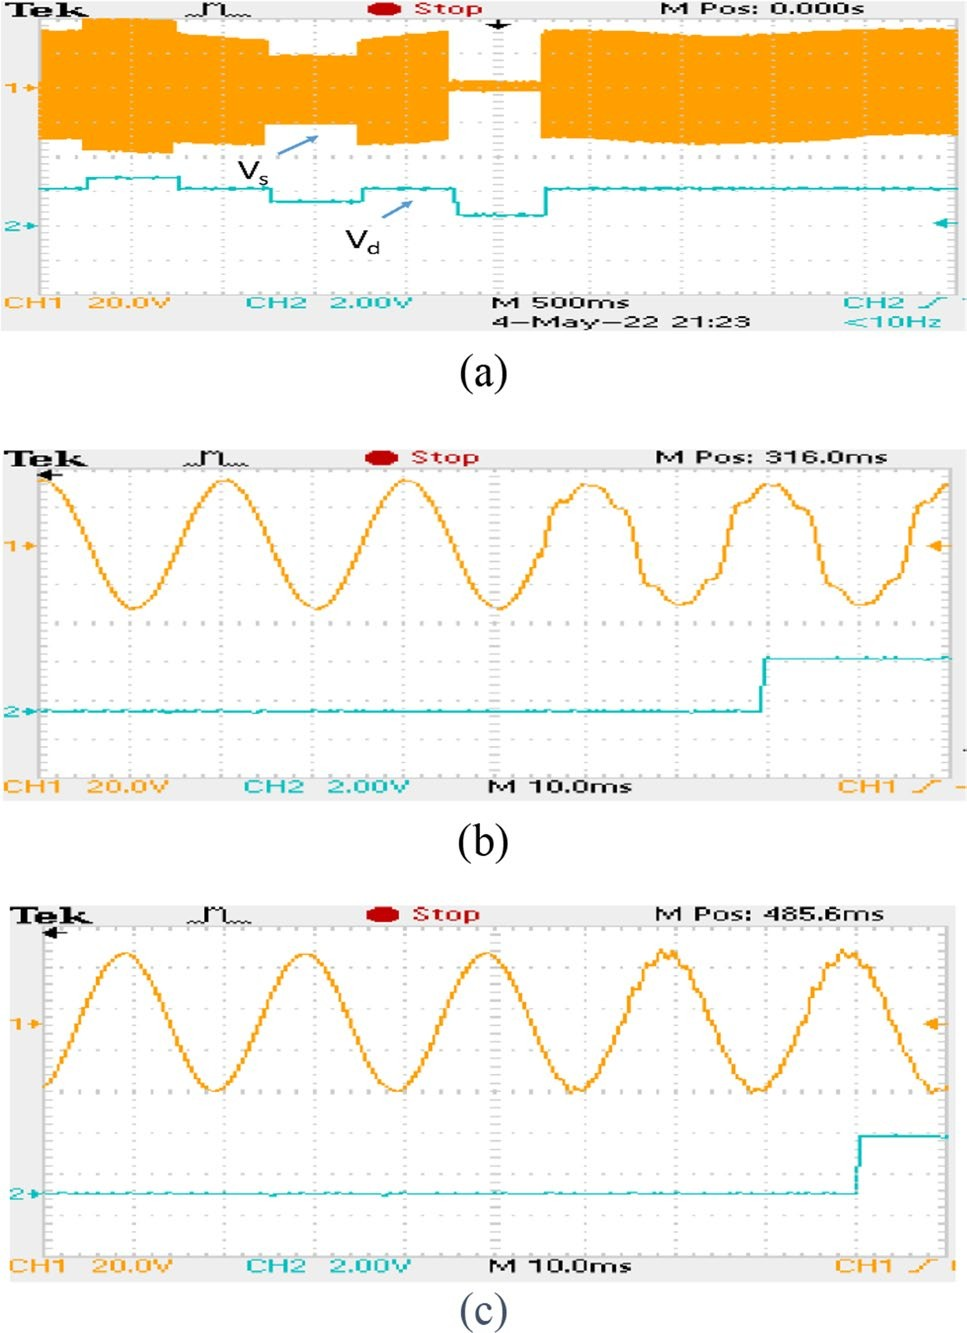 Tek Stop M Pos: 0.000s
1
Vs
2
Vd
CH1 20.0V CH2 2.00V M 500ms CH2
4-May-22 21:23 <10Hz
(a)
Tek Stop M Pos: 316.0ms
1
2
CH1 20.0V CH2 2.00V M 10.0ms CH1
(b)
Tek Stop M Pos: 485.6ms
1
2
CH1 20.0V CH2 2.00V M 10.0ms CH1
(c)